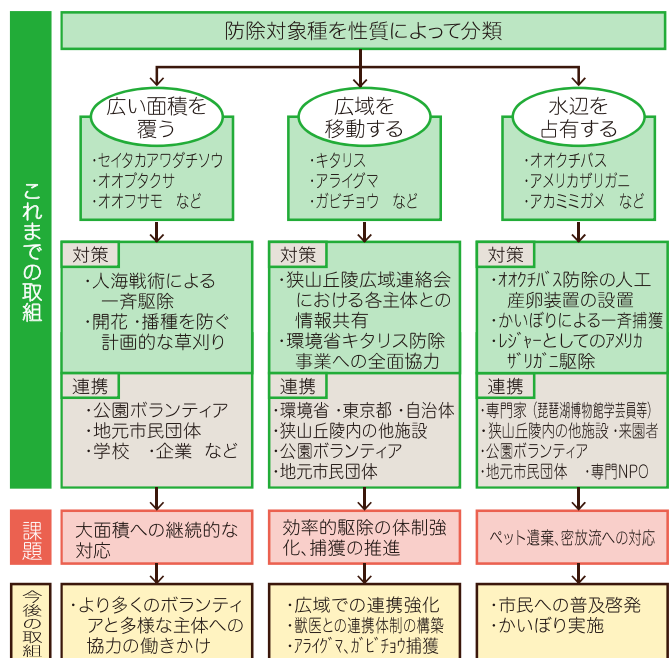 防除対象種を性質によって分類
これまでの取組
広い面積を
覆う
・セイタカアワダチソウ
・オオブタクサ
・オオフサモ など
広域を
移動する
・キタリス
・アライグマ
・ガビチョウ など
水辺を
占有する
・オオクチバス
・アメリカザリガニ
・アカミミガメ など
対策
・人海戦術による
一斉駆除
・開花・播種を防ぐ
計画的な草刈り
対策
・狭山丘陵広域連絡会
における各主体との
情報共有
・環境省キタリス防除
事業への全面協力
対策
・オオクチバス防除の人工
産卵装置の設置
・かいぼりによる一斉捕獲
・レジャーとしてのアメリカ
ザリガニ駆除
連携
・公園ボランティア
・地元市民団体
・学校 ・企業 など
連携
・環境省・東京都・自治体
・狭山丘陵内の他施設
・公園ボランティア
・地元市民団体
連携
・専門家（琵琶湖博物館学芸員等）
・狭山丘陵内の他施設・来園者
・公園ボランティア
・地元市民団体 ・専門NPO
課題
大面積への継続的な
対応
効率的駆除の体制強
化、捕獲の推進
ペット遺棄、密放流への対応
今後の取組
・より多くのボランティ
アと多様な主体への
協力の働きかけ
・広域での連携強化
・獣医との連携体制の構築
・アライグマ、ガビチョウ捕獲
・市民への普及啓発
・かいぼり実施